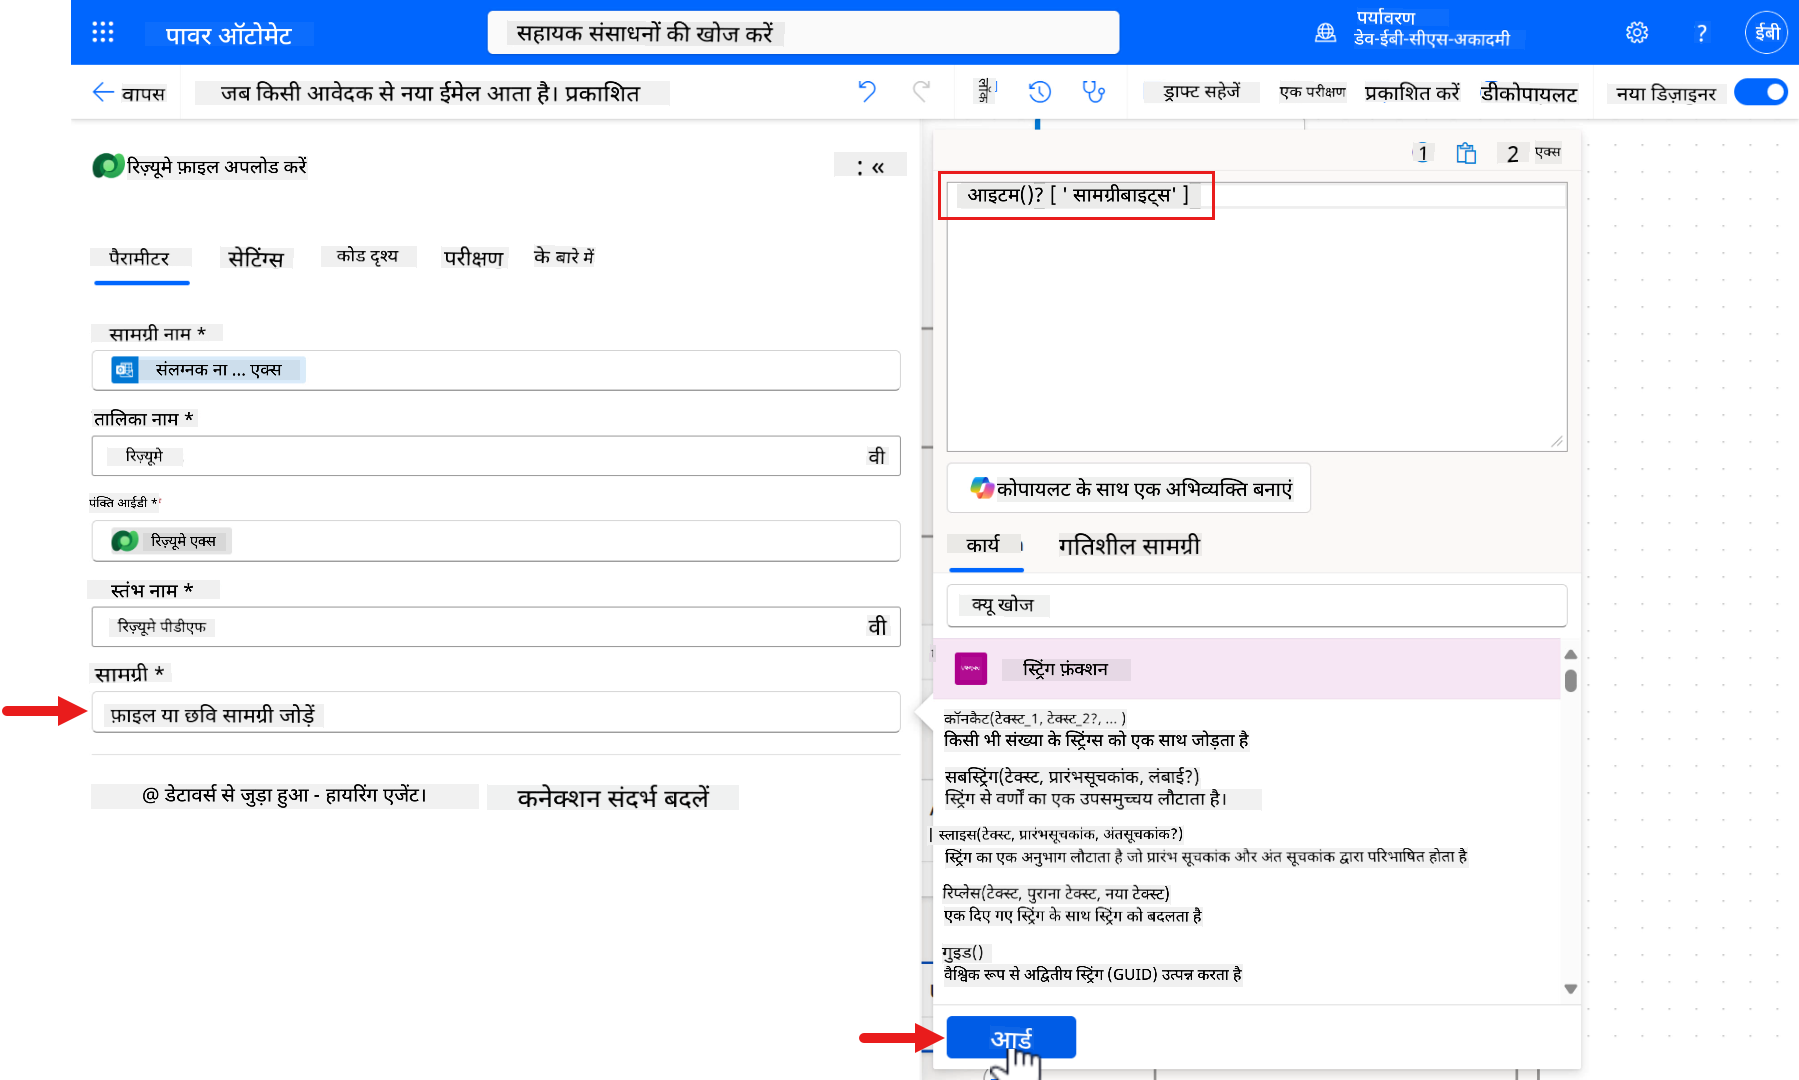 पावर ऑटोमेट
सहायक संसाधनों की खोज करें
पर्यावरण
डेव-ईबी-सीएस-अकादमी
?
ईबी
वापस
जब किसी आवेदक से नया ईमेल आता है। प्रकाशित
ड्राफ्ट सहेजें
एक परीक्षण
प्रकाशित करें
डीकोपायलट
नया डिज़ाइनर
रिज़्यूमे फ़ाइल अपलोड करें
: «
1
2
एक्स
आइटम()? [ ' सामग्रीबाइट्स' ]
पैरामीटर
सेटिंग्स
कोड दृश्य
परीक्षण
के बारे में
सामग्री नाम *
संलग्नक ना ... एक्स
तालिका नाम *
रिज़्यूमे
वी
पंक्ति आईडी *
रिज़्यूमे एक्स
स्तंभ नाम *
रिज़्यूमे पीडीएफ
वी
सामग्री *
फ़ाइल या छवि सामग्री जोड़ें
@ डेटावर्स से जुड़ा हुआ - हायरिंग एजेंट।
कनेक्शन संदर्भ बदलें
कोपायलट के साथ एक अभिव्यक्ति बनाएं
कार्य
गतिशील सामग्री
क्यू खोज
स्ट्रिंग फ़ंक्शन
कॉनकैट(टेक्स्ट_1, टेक्स्ट_2?, ... )
किसी भी संख्या के स्ट्रिंग्स को एक साथ जोड़ता है
सबस्ट्रिंग(टेक्स्ट, प्रारंभसूचकांक, लंबाई?)
स्ट्रिंग से वर्णों का एक उपसमुच्चय लौटाता है।
| स्लाइस(टेक्स्ट, प्रारंभसूचकांक, अंतसूचकांक?)
स्ट्रिंग का एक अनुभाग लौटाता है जो प्रारंभ सूचकांक और अंत सूचकांक द्वारा परिभाषित होता है
रिप्लेस(टेक्स्ट, पुराना टेक्स्ट, नया टेक्स्ट)
एक दिए गए स्ट्रिंग के साथ स्ट्रिंग को बदलता है
गुइड()
वैश्विक रूप से अद्वितीय स्ट्रिंग (GUID) उत्पन्न करता है
आर्ड